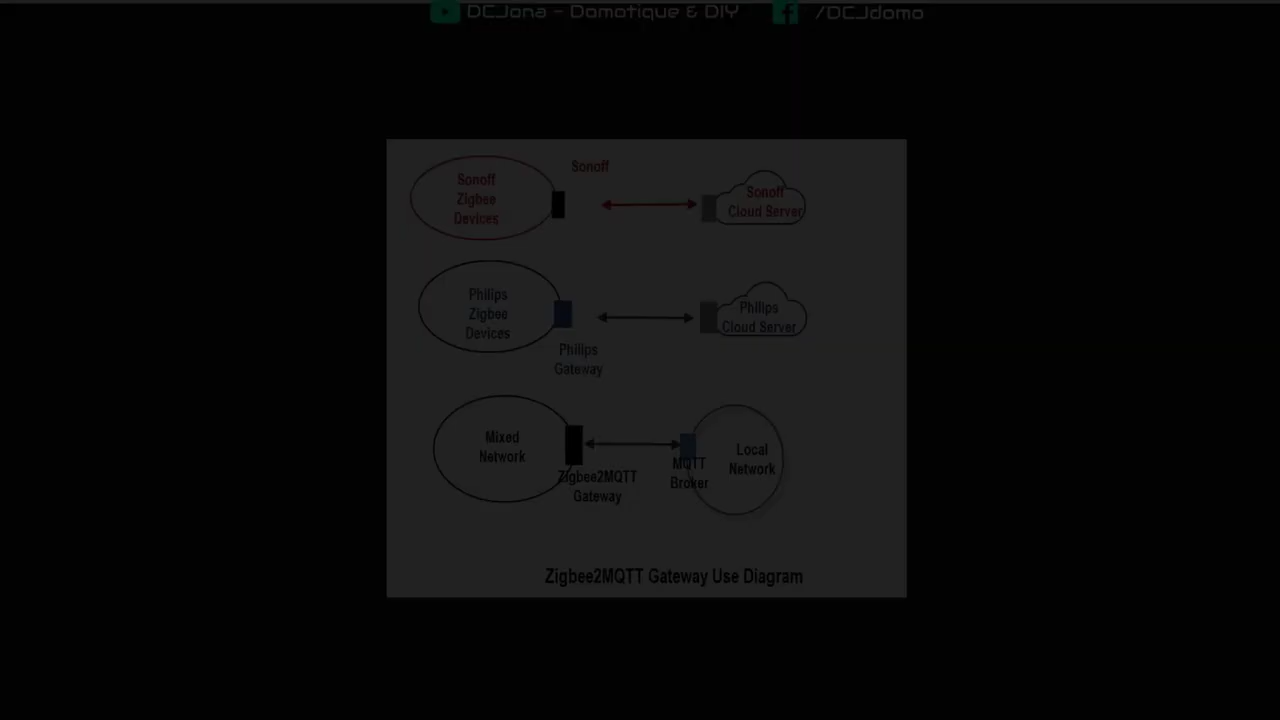 DCJona - Domotique & DIY
/DCJdomo
Sonoff
Sonoff
Zigbee
Devices
Sonoff
Cloud Server
Philips
Zigbee
Devices
Philips
Cloud Server
Philips
Gateway
Mixed
Network
Local
Network
MQTT
Broker
Zigbee2MQTT
Gateway
Zigbee2MQTT Gateway Use Diagram